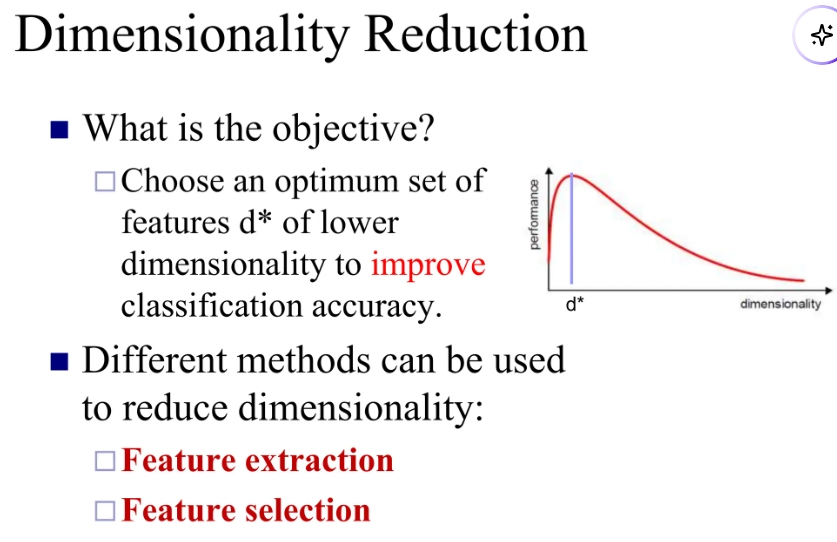 Dimensionality Reduction
What is the objective?
Choose an optimum set of
features d* of lower
dimensionality to improve
classification accuracy.
performance
d*
dimensionality
Different methods can be used
to reduce dimensionality:
Feature extraction
Feature selection